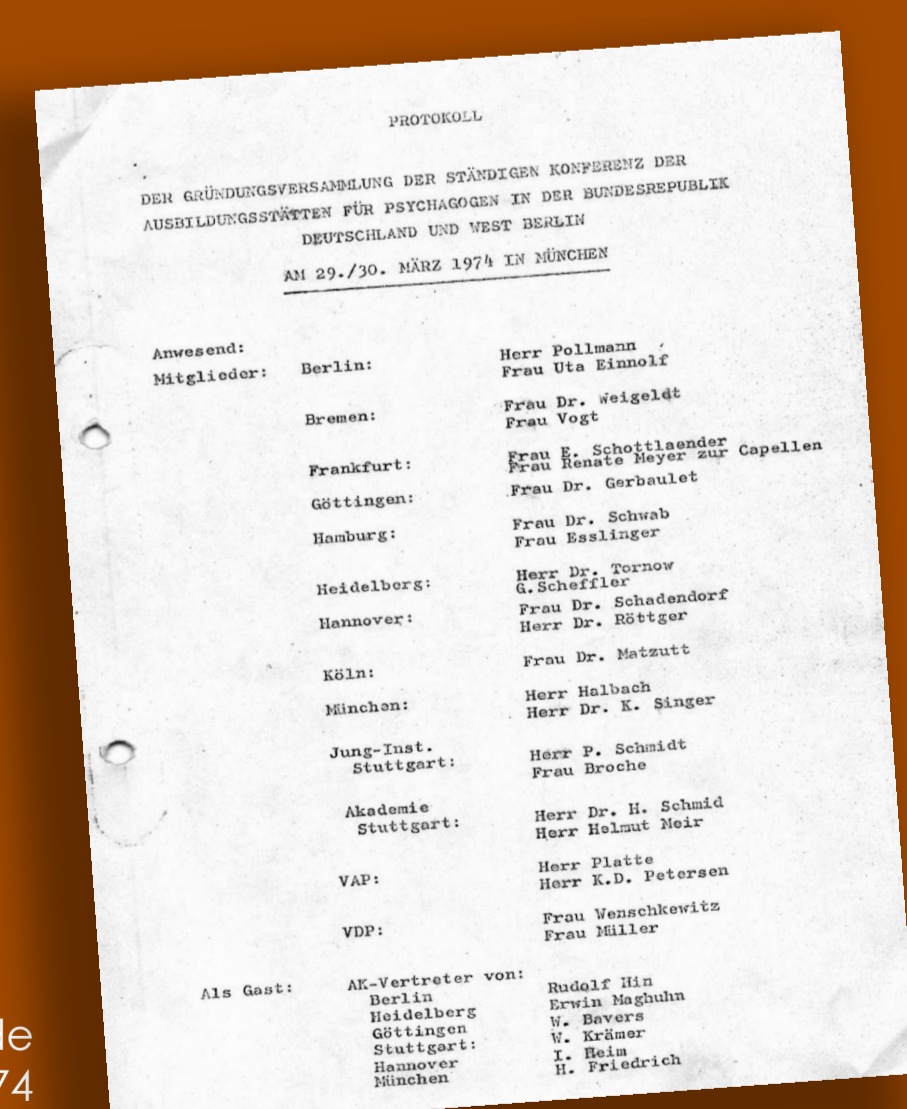 PROTOKOLL
DER GRÜNDUNGSVERSAMMLUNG DER STÄNDIGEN KONFERENZ DER
AUSBILDUNGSSTÄTTEN FÜR PSYCHAGOGEN IN DER BUNDESREPUBLIK
DEUTSCHLAND UND WEST BERLIN
AM 29./30. MÄRZ 1974 IN MÜNCHEN
Anwesend:
Mitglieder: Berlin: Herr Pollmann
Frau Uta Einnolf
Bremen: Frau Dr. Weigeldt
Frau Vogt
Frankfurt: Frau E. Schottlaender
Frau Renate Meyer zur Capellen
Göttingen: Frau Dr. Gerbaulet
Hamburg: Frau Dr. Schwab
Frau Esslinger
Heidelberg: Herr Dr. Tornow
G.Scheffler
Hannover: Frau Dr. Schadendorf
Herr Dr. Röttger
Köln: Frau Dr. Matzutt
München: Herr Halbach
Herr Dr. K. Singer
Jung-Inst.
Stuttgart: Herr P. Schmidt
Frau Broche
Akademie
Stuttgart: Herr Dr. H. Schmid
Herr Helmut Meir
VAP: Herr Platte
Herr K.D. Petersen
VDP: Frau Wenschkewitz
Frau Müller
Als Gast: AK-Vertreter von:
Berlin Rudolf Hin
Heidelberg Erwin Maghuhn
Göttingen W. Bavers
Stuttgart: W. Krämer
Hannover I. Reim
München H. Friedrich
le
74